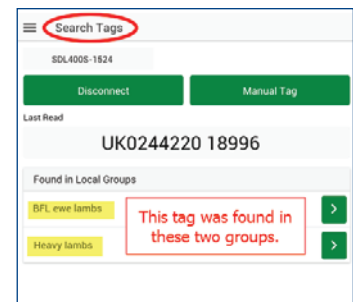 Search Tags
SDL400S-1524
Disconnect Manual Tag
Last Read
UK0244220 18996
Found in Local Groups
BFL ewe lambs
Heavy lambs
This tag was found in
these two groups.